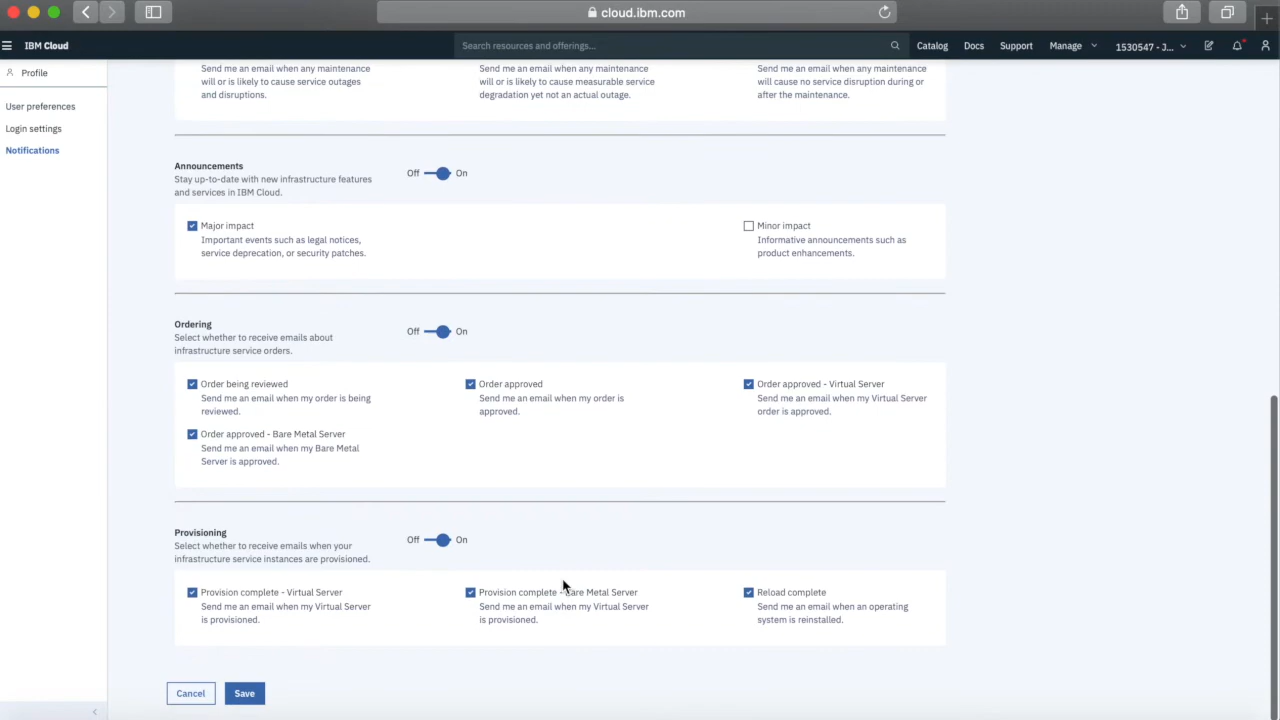 cloud.ibm.com
IBM Cloud
Search resources and offerings...
Catalog
Docs
Support
Manage
1530547 - J...
Profile
User preferences
Login settings
Notifications
Send me an email when any maintenance
will or is likely to cause service outages
and disruptions.
Send me an email when any maintenance
will or is likely to cause measurable service
degradation yet not an actual outage.
Send me an email when any maintenance
will cause no service disruption during or
after the maintenance.
Announcements
Stay up-to-date with new infrastructure features
and services in IBM Cloud.
Off
On
Major impact
Important events such as legal notices,
service deprecation, or security patches.
Minor impact
Informative announcements such as
product enhancements.
Ordering
Select whether to receive emails about
infrastructure service orders.
Off
On
Order being reviewed
Send me an email when my order is being
reviewed.
Order approved
Send me an email when my order is
approved.
Order approved - Virtual Server
Send me an email when my Virtual Server
order is approved.
Order approved - Bare Metal Server
Send me an email when my Bare Metal
Server is approved.
Provisioning
Select whether to receive emails when your
infrastructure service instances are provisioned.
Off
On
Provision complete - Virtual Server
Send me an email when my Virtual Server
is provisioned.
Provision complete - Bare Metal Server
Send me an email when my Virtual Server
is provisioned.
Reload complete
Send me an email when an operating
system is reinstalled.
Cancel
Save